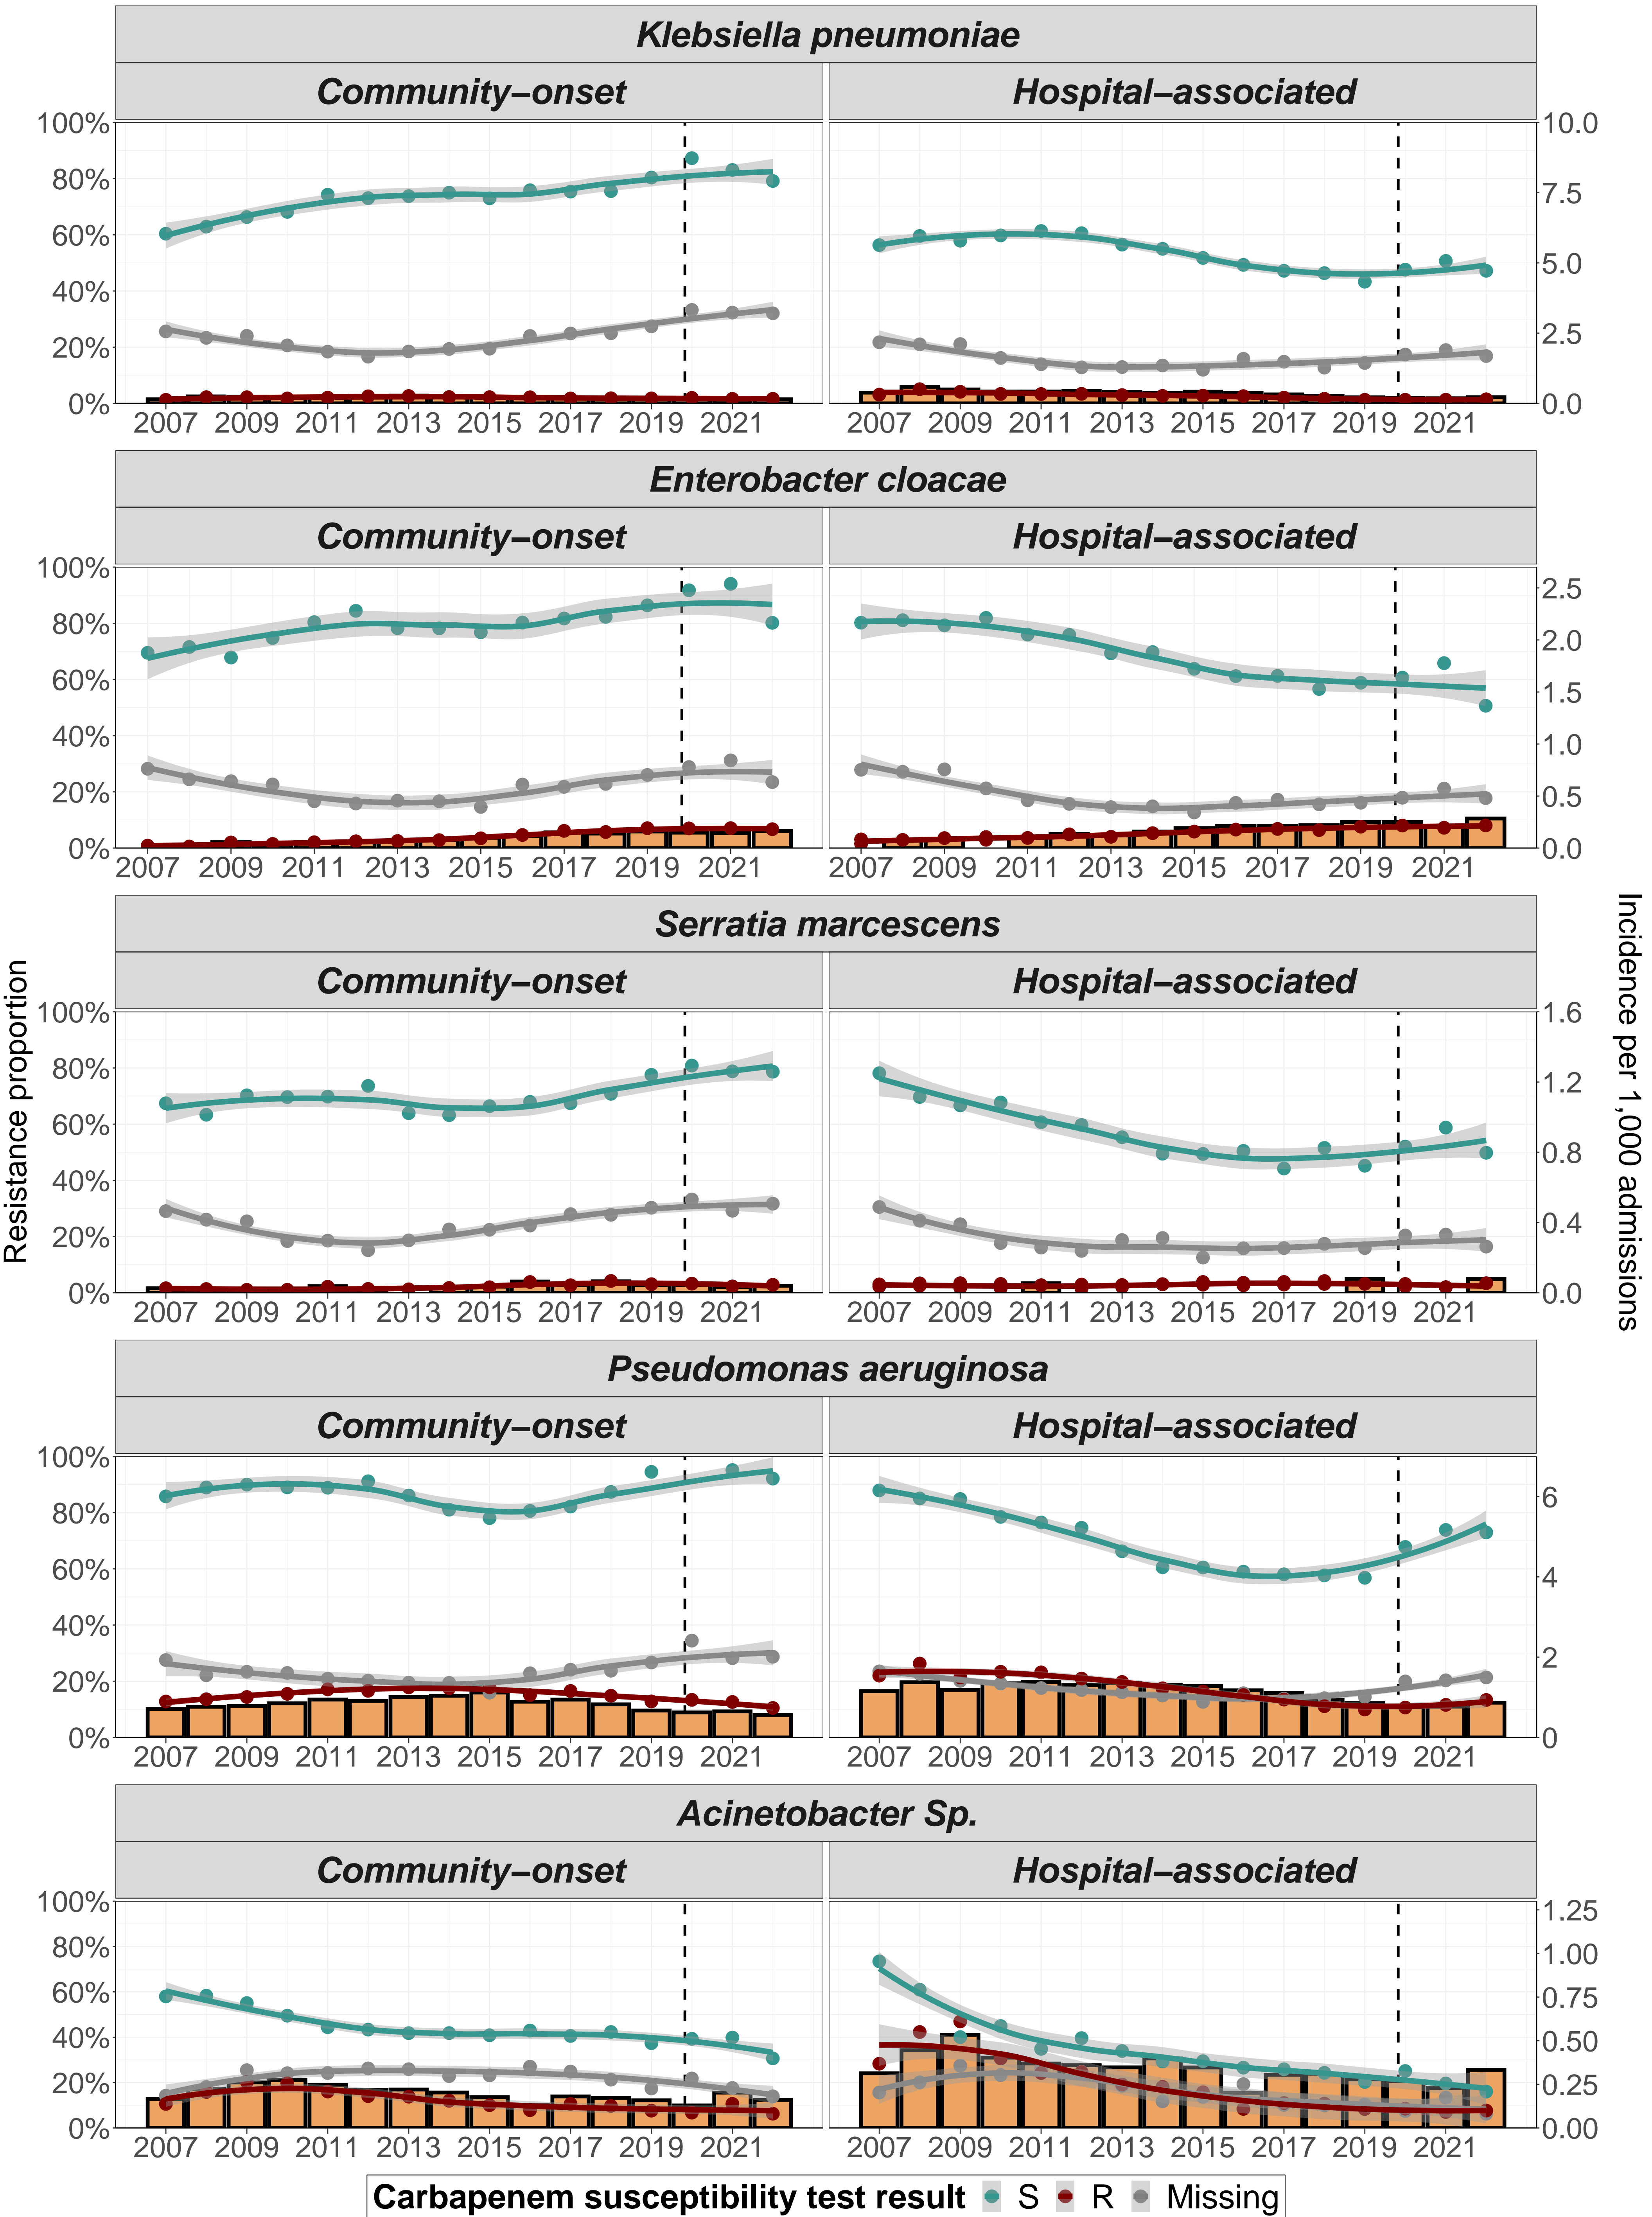 Klebsiella pneumoniae
Community–onset Hospital–associated
100% 10.0
80% 7.5
60% 5.0
40%
20% 2.5
0% 0.0
2007 2009 2011 2013 2015 2017 2019 2021 2007 2009 2011 2013 2015 2017 2019 2021
Enterobacter cloacae
Community–onset Hospital–associated
100% 2.5
80% 2.0
60% 1.5
40% 1.0
20% 0.5
0% 0.0
2007 2009 2011 2013 2015 2017 2019 2021 2007 2009 2011 2013 2015 2017 2019 2021
Serratia marcescens
Community–onset Hospital–associated
Resistance proportion
Incidence per 1,000 admissions
100% 1.6
80% 1.2
60% 0.8
40%
20% 0.4
0% 0.0
2007 2009 2011 2013 2015 2017 2019 2021 2007 2009 2011 2013 2015 2017 2019 2021
Pseudomonas aeruginosa
Community–onset Hospital–associated
100% 6
80%
60% 4
40%
20% 2
0% 0
2007 2009 2011 2013 2015 2017 2019 2021 2007 2009 2011 2013 2015 2017 2019 2021
Acinetobacter Sp.
Community–onset Hospital–associated
100% 1.25
80% 1.00
60% 0.75
40% 0.50
20% 0.25
0% 0.00
2007 2009 2011 2013 2015 2017 2019 2021 2007 2009 2011 2013 2015 2017 2019 2021
Carbapenem susceptibility test result S R Missing